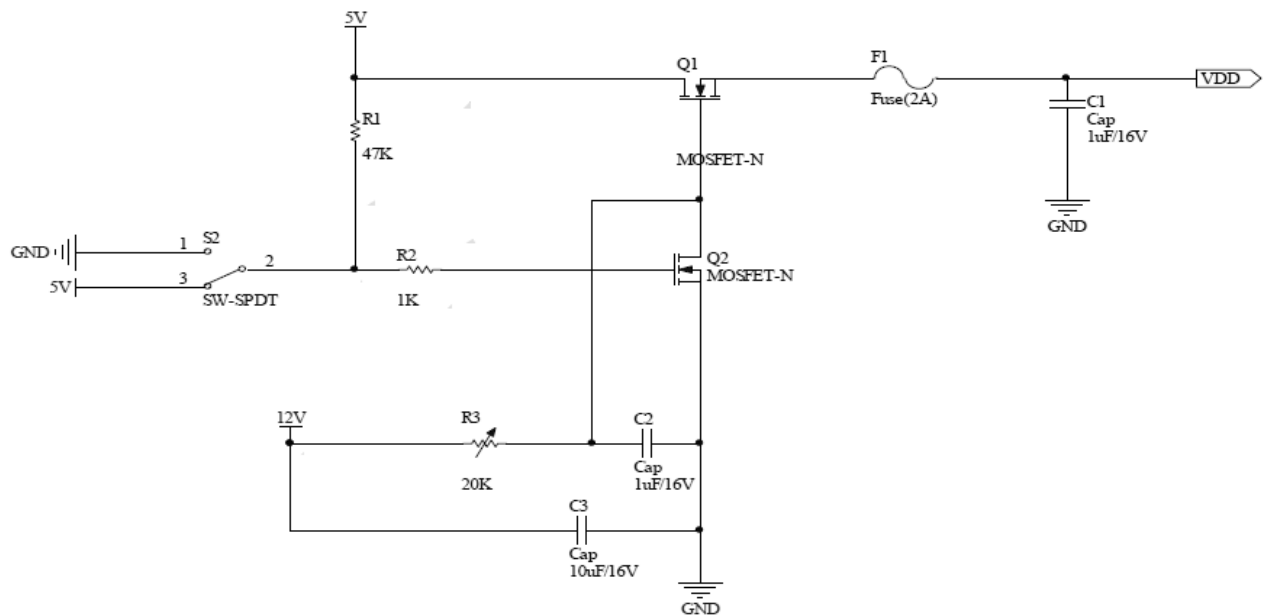 5V
Q1
F1
VDD
Fuse(2A)
C1
Cap
1uF/16V
R1
47K
MOSFET-N
GND
1
S2
GND
2
R2
Q2
MOSFET-N
3
5V
SW-SPDT
1K
12V
R3
C2
20K
Cap
1uF/16V
C3
Cap
10uF/16V
GND